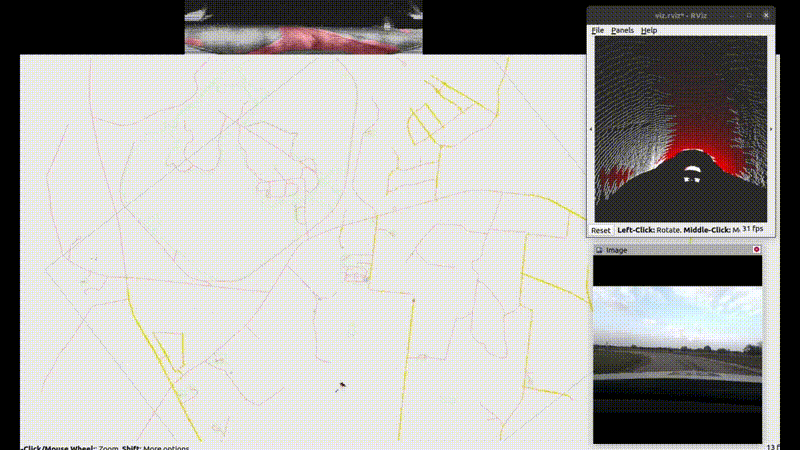 viz.rviz* - RViz
File Panels Help
Reset Left-Click: Rotate. Middle-Click: M 31 fps
Image
-Click/Mouse Wheel: Zoom. Shift: More options.
13 f